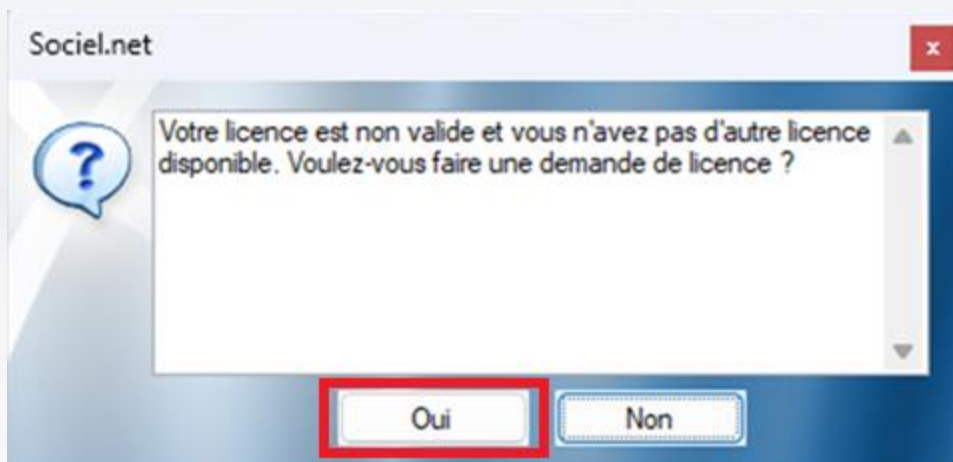 Sociel.net
x
?
Votre licence est non valide et vous n'avez pas d'autre licence
disponible. Voulez-vous faire une demande de licence ?
Oui
Non